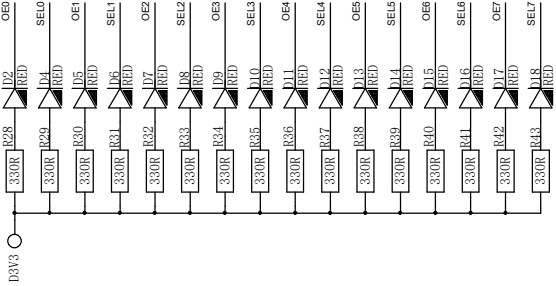 OE0 SEL0 OE1 SEL1 OE2 SEL2 OE3 SEL3 OE4 SEL4 OE5 SEL5 OE6 SEL6 OE7 SEL7
D2 D4 D5 D6 D7 D8 D9 D10 D11 D12 D13 D14 D15 D16 D17 D18
RED RED RED RED RED RED RED RED RED RED RED RED RED RED RED RED
R28 R29 R30 R31 R32 R33 R34 R35 R36 R37 R38 R39 R40 R41 R42 R43
330R 330R 330R 330R 330R 330R 330R 330R 330R 330R 330R 330R 330R 330R 330R 330R
D3V3